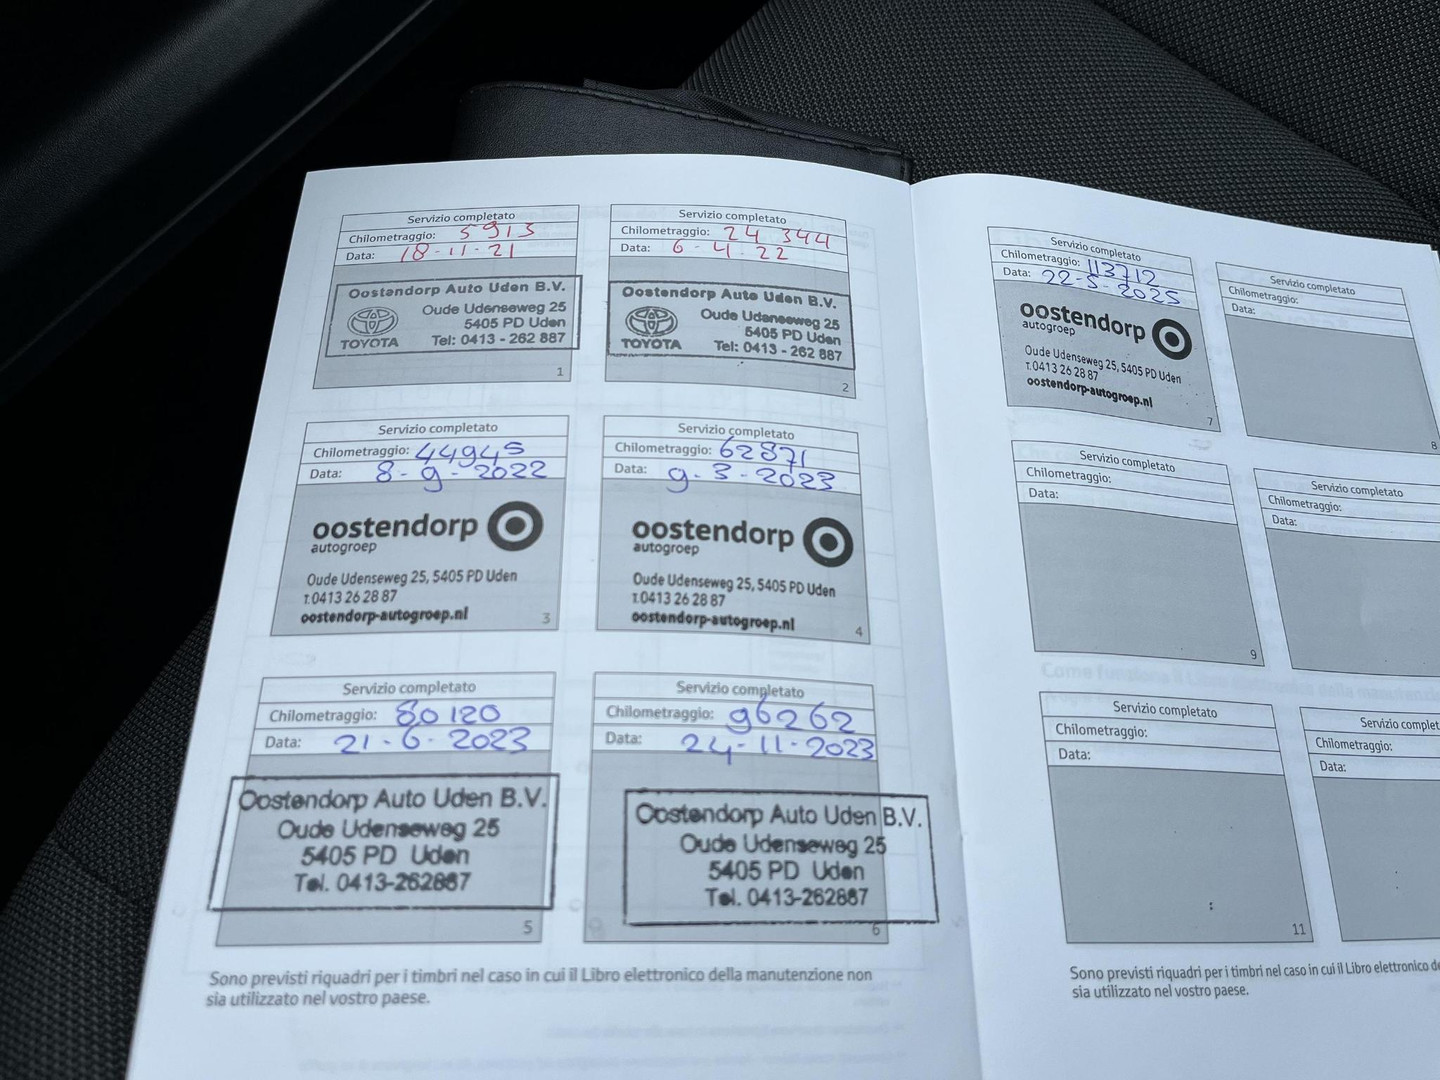 Servizio completato
Chilometraggio: 5913
Data: 18-11-21
Oostendorp Auto Uden B.V.
Oude Udenseweg 25
5405 PD Uden
TOYOTA Tel: 0413 - 262 887
1
Servizio completato
Chilometraggio: 24 344
Data: 6-4-22
Oostendorp Auto Uden B.V.
Oude Udenseweg 25
5405 PD Uden
TOYOTA Tel: 0413 - 262 887
2
Servizio completato
Chilometraggio: 44945
Data: 8-9-2022
oostendorp
autogroep
Oude Udenseweg 25, 5405 PD Uden
T.0413 26 28 87
oostendorp-autogroep.nl
3
Servizio completato
Chilometraggio: 62871
Data: 9-3-2023
oostendorp
autogroep
Oude Udenseweg 25, 5405 PD Uden
T.0413 26 28 87
oostendorp-autogroep.nl
4
Servizio completato
Chilometraggio: 80120
Data: 21-6-2023
Oostendorp Auto Uden B.V.
Oude Udenseweg 25
5405 PD Uden
Tel. 0413-262887
5
Servizio completato
Chilometraggio: 96262
Data: 24-11-2023
Oostendorp Auto Uden B.V.
Oude Udenseweg 25
5405 PD Uden
Tel. 0413-262887
6
Sono previsti riquadri per i timbri nel caso in cui il Libro elettronico della manutenzione non
sia utilizzato nel vostro paese.
Servizio completato
Chilometraggio: 113712
Data: 22-5-2025
oostendorp
autogroep
Oude Udenseweg 25, 5405 PD Uden
T.0413 26 28 87
oostendorp-autogroep.nl
7
Servizio completato
Chilometraggio:
Data:
8
Servizio completato
Chilometraggio:
Data:
9
Servizio completato
Chilometraggio:
Data:
Servizio completato
Chilometraggio:
Data:
11
Servizio complet
Chilometraggio:
Data:
Sono previsti riquadri per i timbri nel caso in cui il Libro elettronico de
sia utilizzato nel vostro paese.